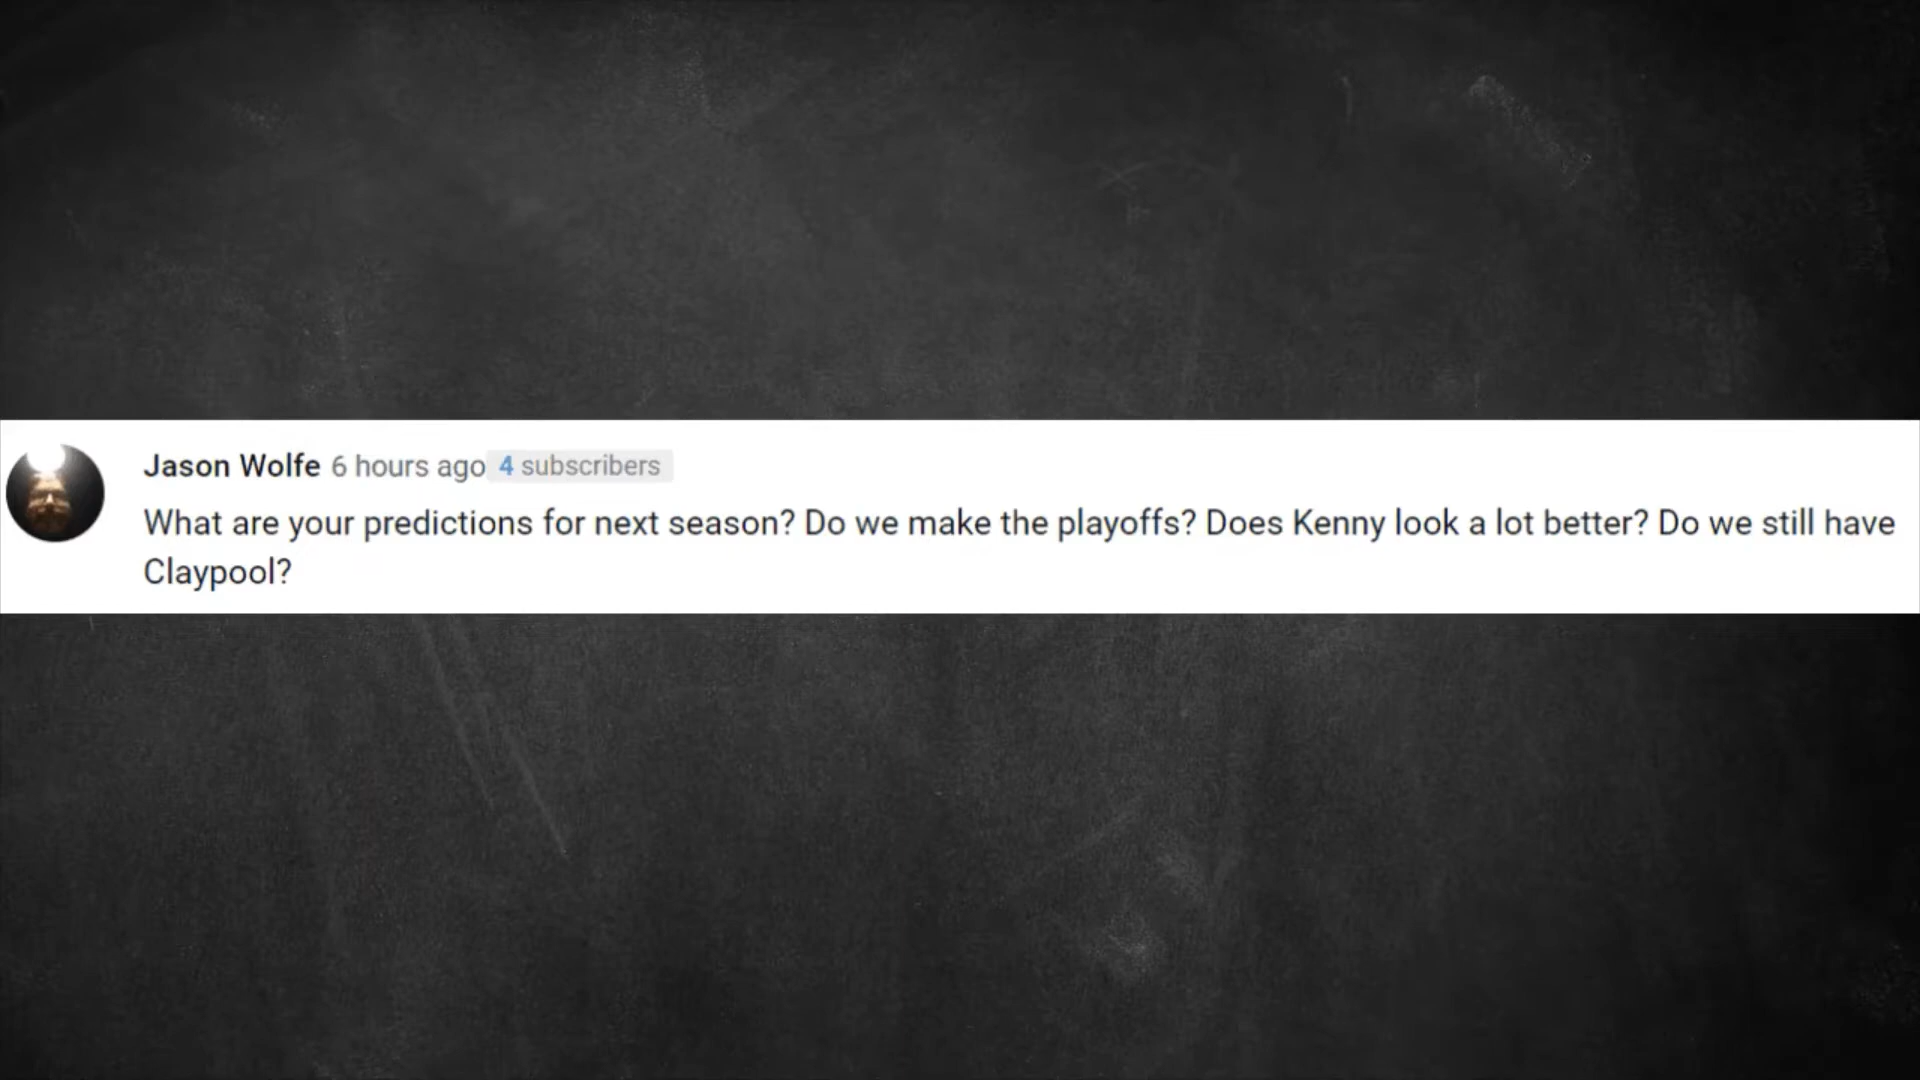 Jason Wolfe 6 hours ago 4 subscribers
What are your predictions for next season? Do we make the playoffs? Does Kenny look a lot better? Do we still have
Claypool?